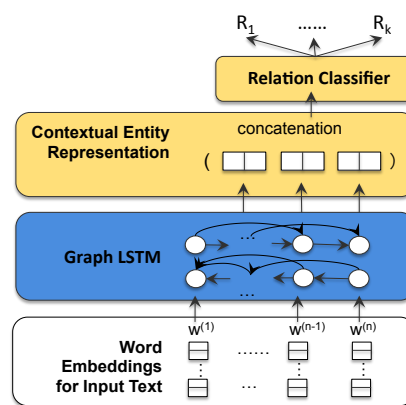 R1 ...... Rk
Relation Classifier
Contextual Entity
Representation
concatenation
( )
Graph LSTM
...
...
w(1) w(n-1) w(n)
Word
Embeddings
for Input Text
......
...